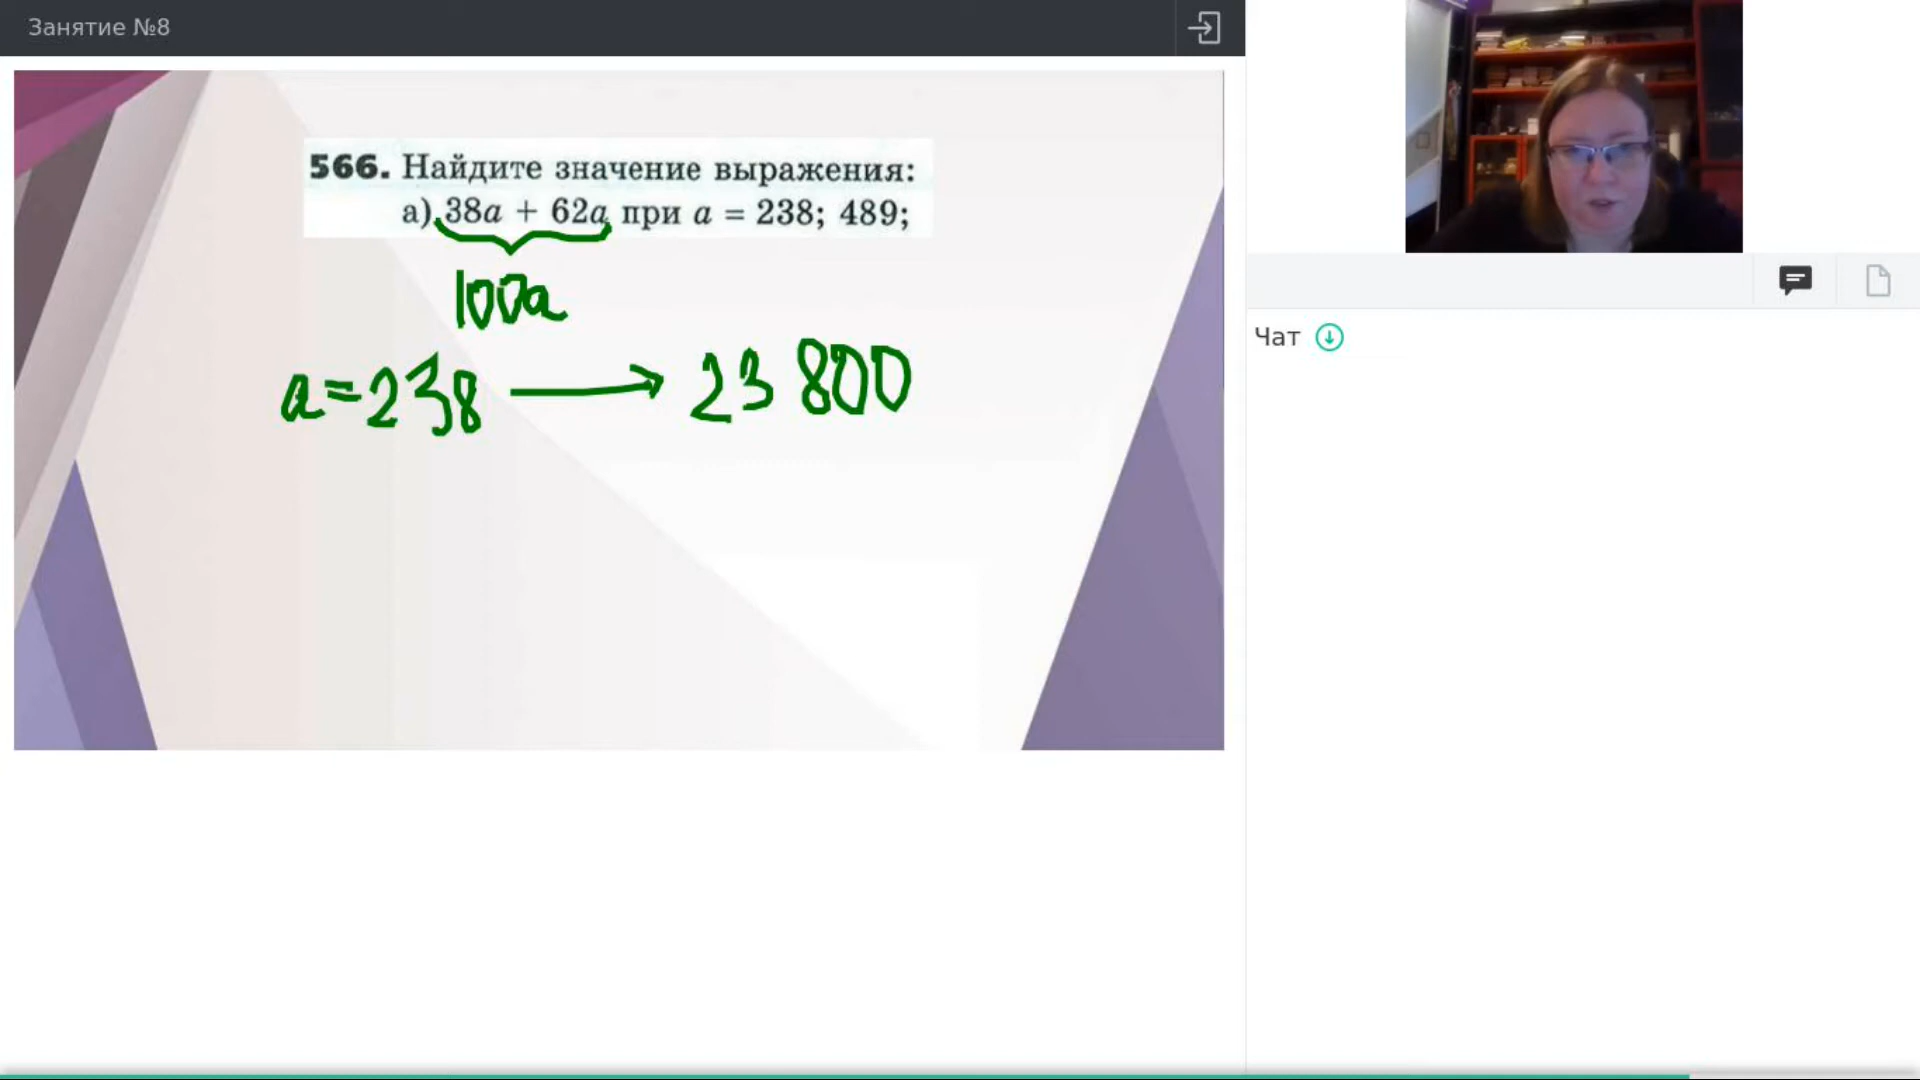 Занятие №8
566. Найдите значение выражения:
а) 38a + 62a при a = 238; 489;
100a
a=238 → 23 800
Чат